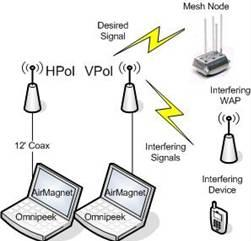 Desired
Signal
Mesh Node
HPol
VPol
Interfering
WAP
12' Coax
Interfering
Signals
AirMagnet
AirMagnet
Interfering
Device
Omnipeek
Omnipeek